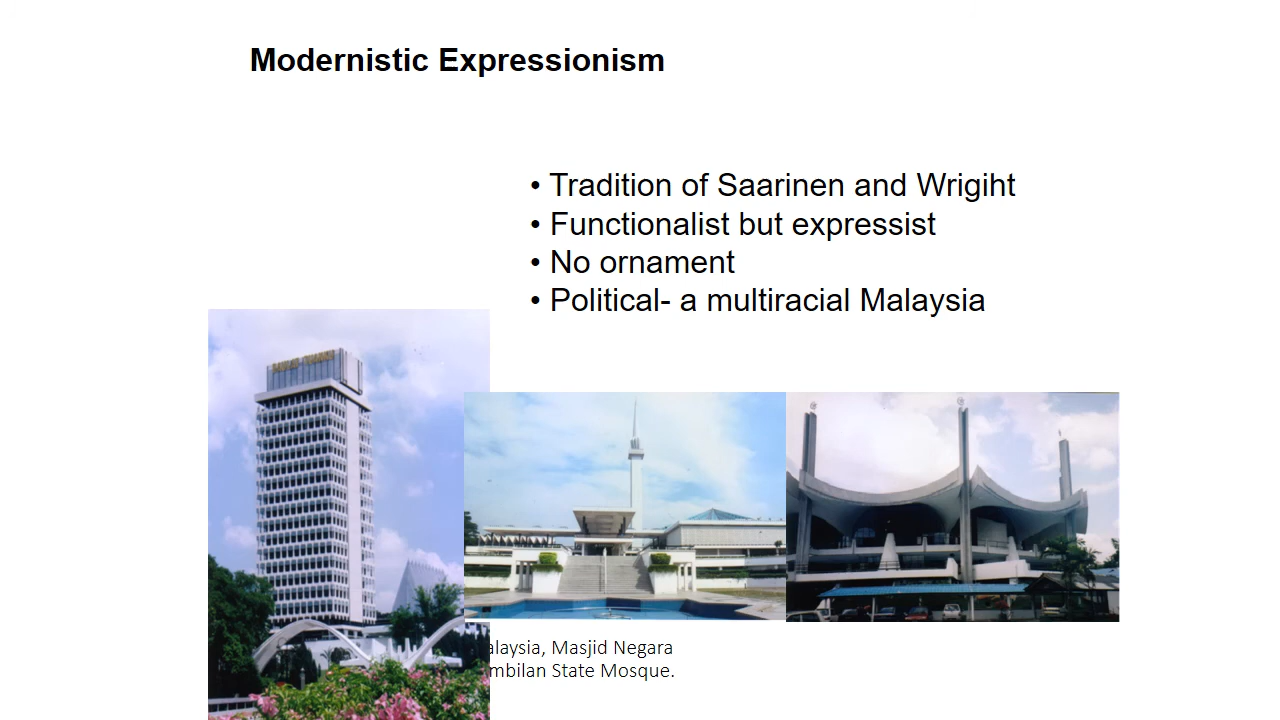 Modernistic Expressionism
• Tradition of Saarinen and Wrigiht
• Functionalist but expressist
• No ornament
• Political- a multiracial Malaysia
alaysia, Masjid Negara
mbilan State Mosque.